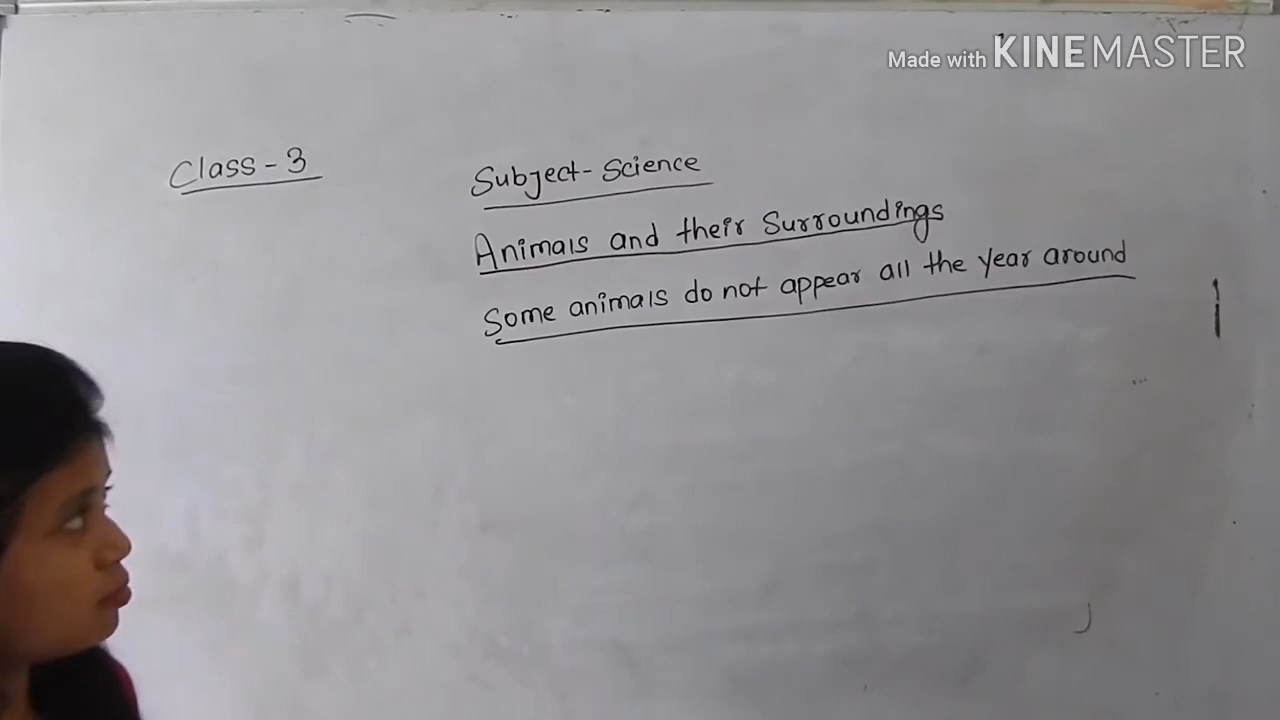 Made with KINEMASTER
Class - 3
Subject - Science
Animals and their Surroundings
Some animals do not appear all the year around